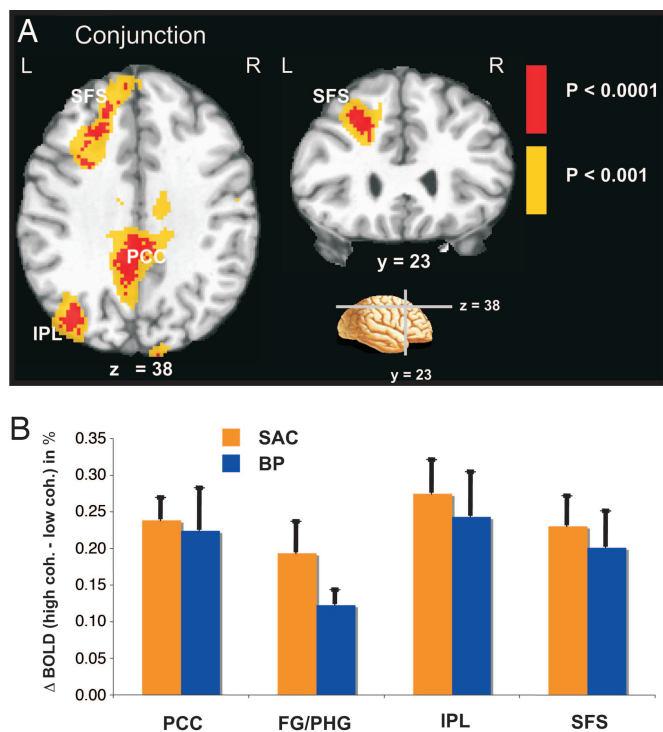 A
Conjunction
L R
SFS
PCC
IPL
z = 38
L R
SFS
y = 23
P < 0.0001
P < 0.001
z = 38
y = 23
B
Δ BOLD (high coh. - low coh.) in %
0.35
0.30
0.25
0.20
0.15
0.10
0.05
0.00
SAC
BP
PCC FG/PHG IPL SFS